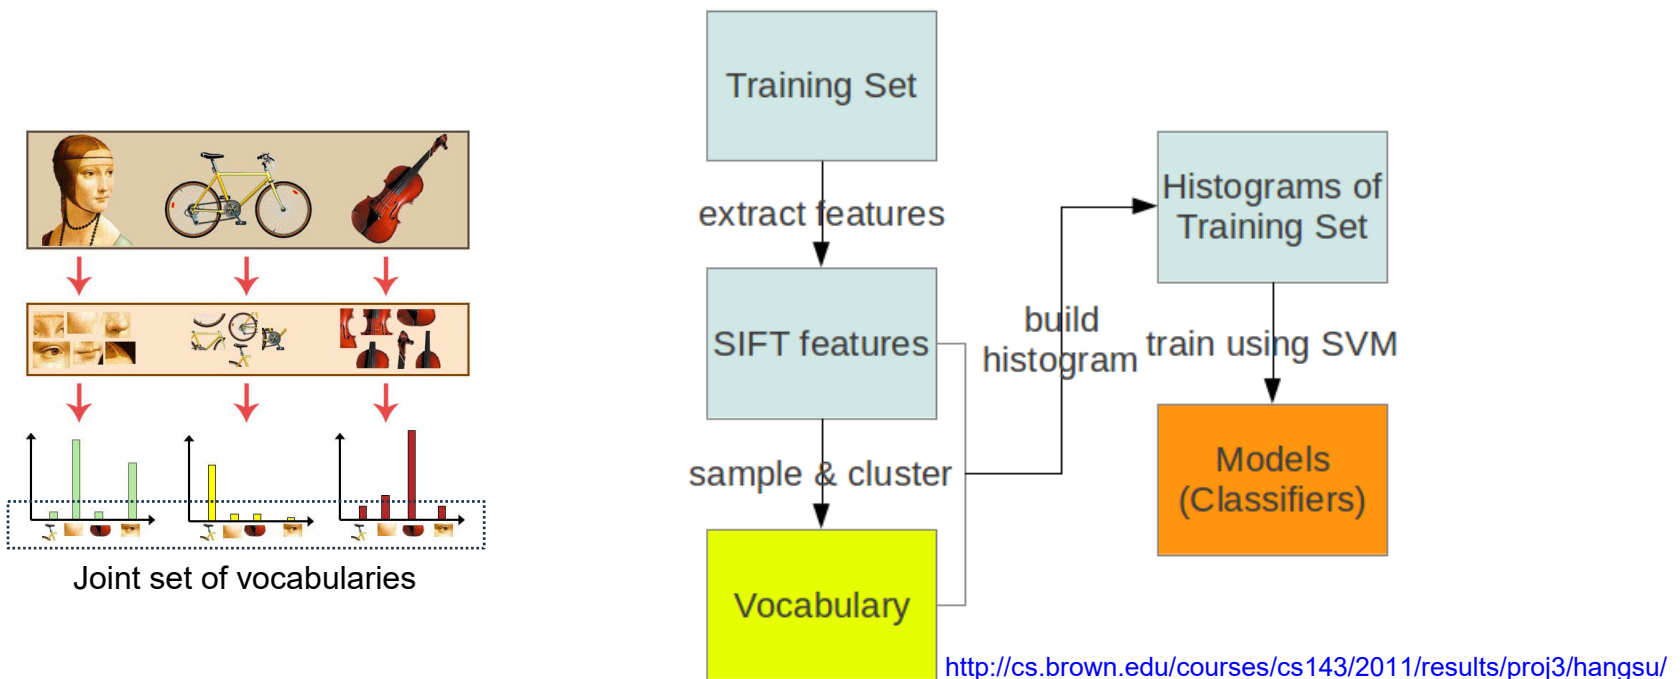 Joint set of vocabularies
Training Set
extract features
SIFT features
sample & cluster
Vocabulary
build
histogram
Histograms of
Training Set
train using SVM
Models
(Classifiers)
http://cs.brown.edu/courses/cs143/2011/results/proj3/hangsu/